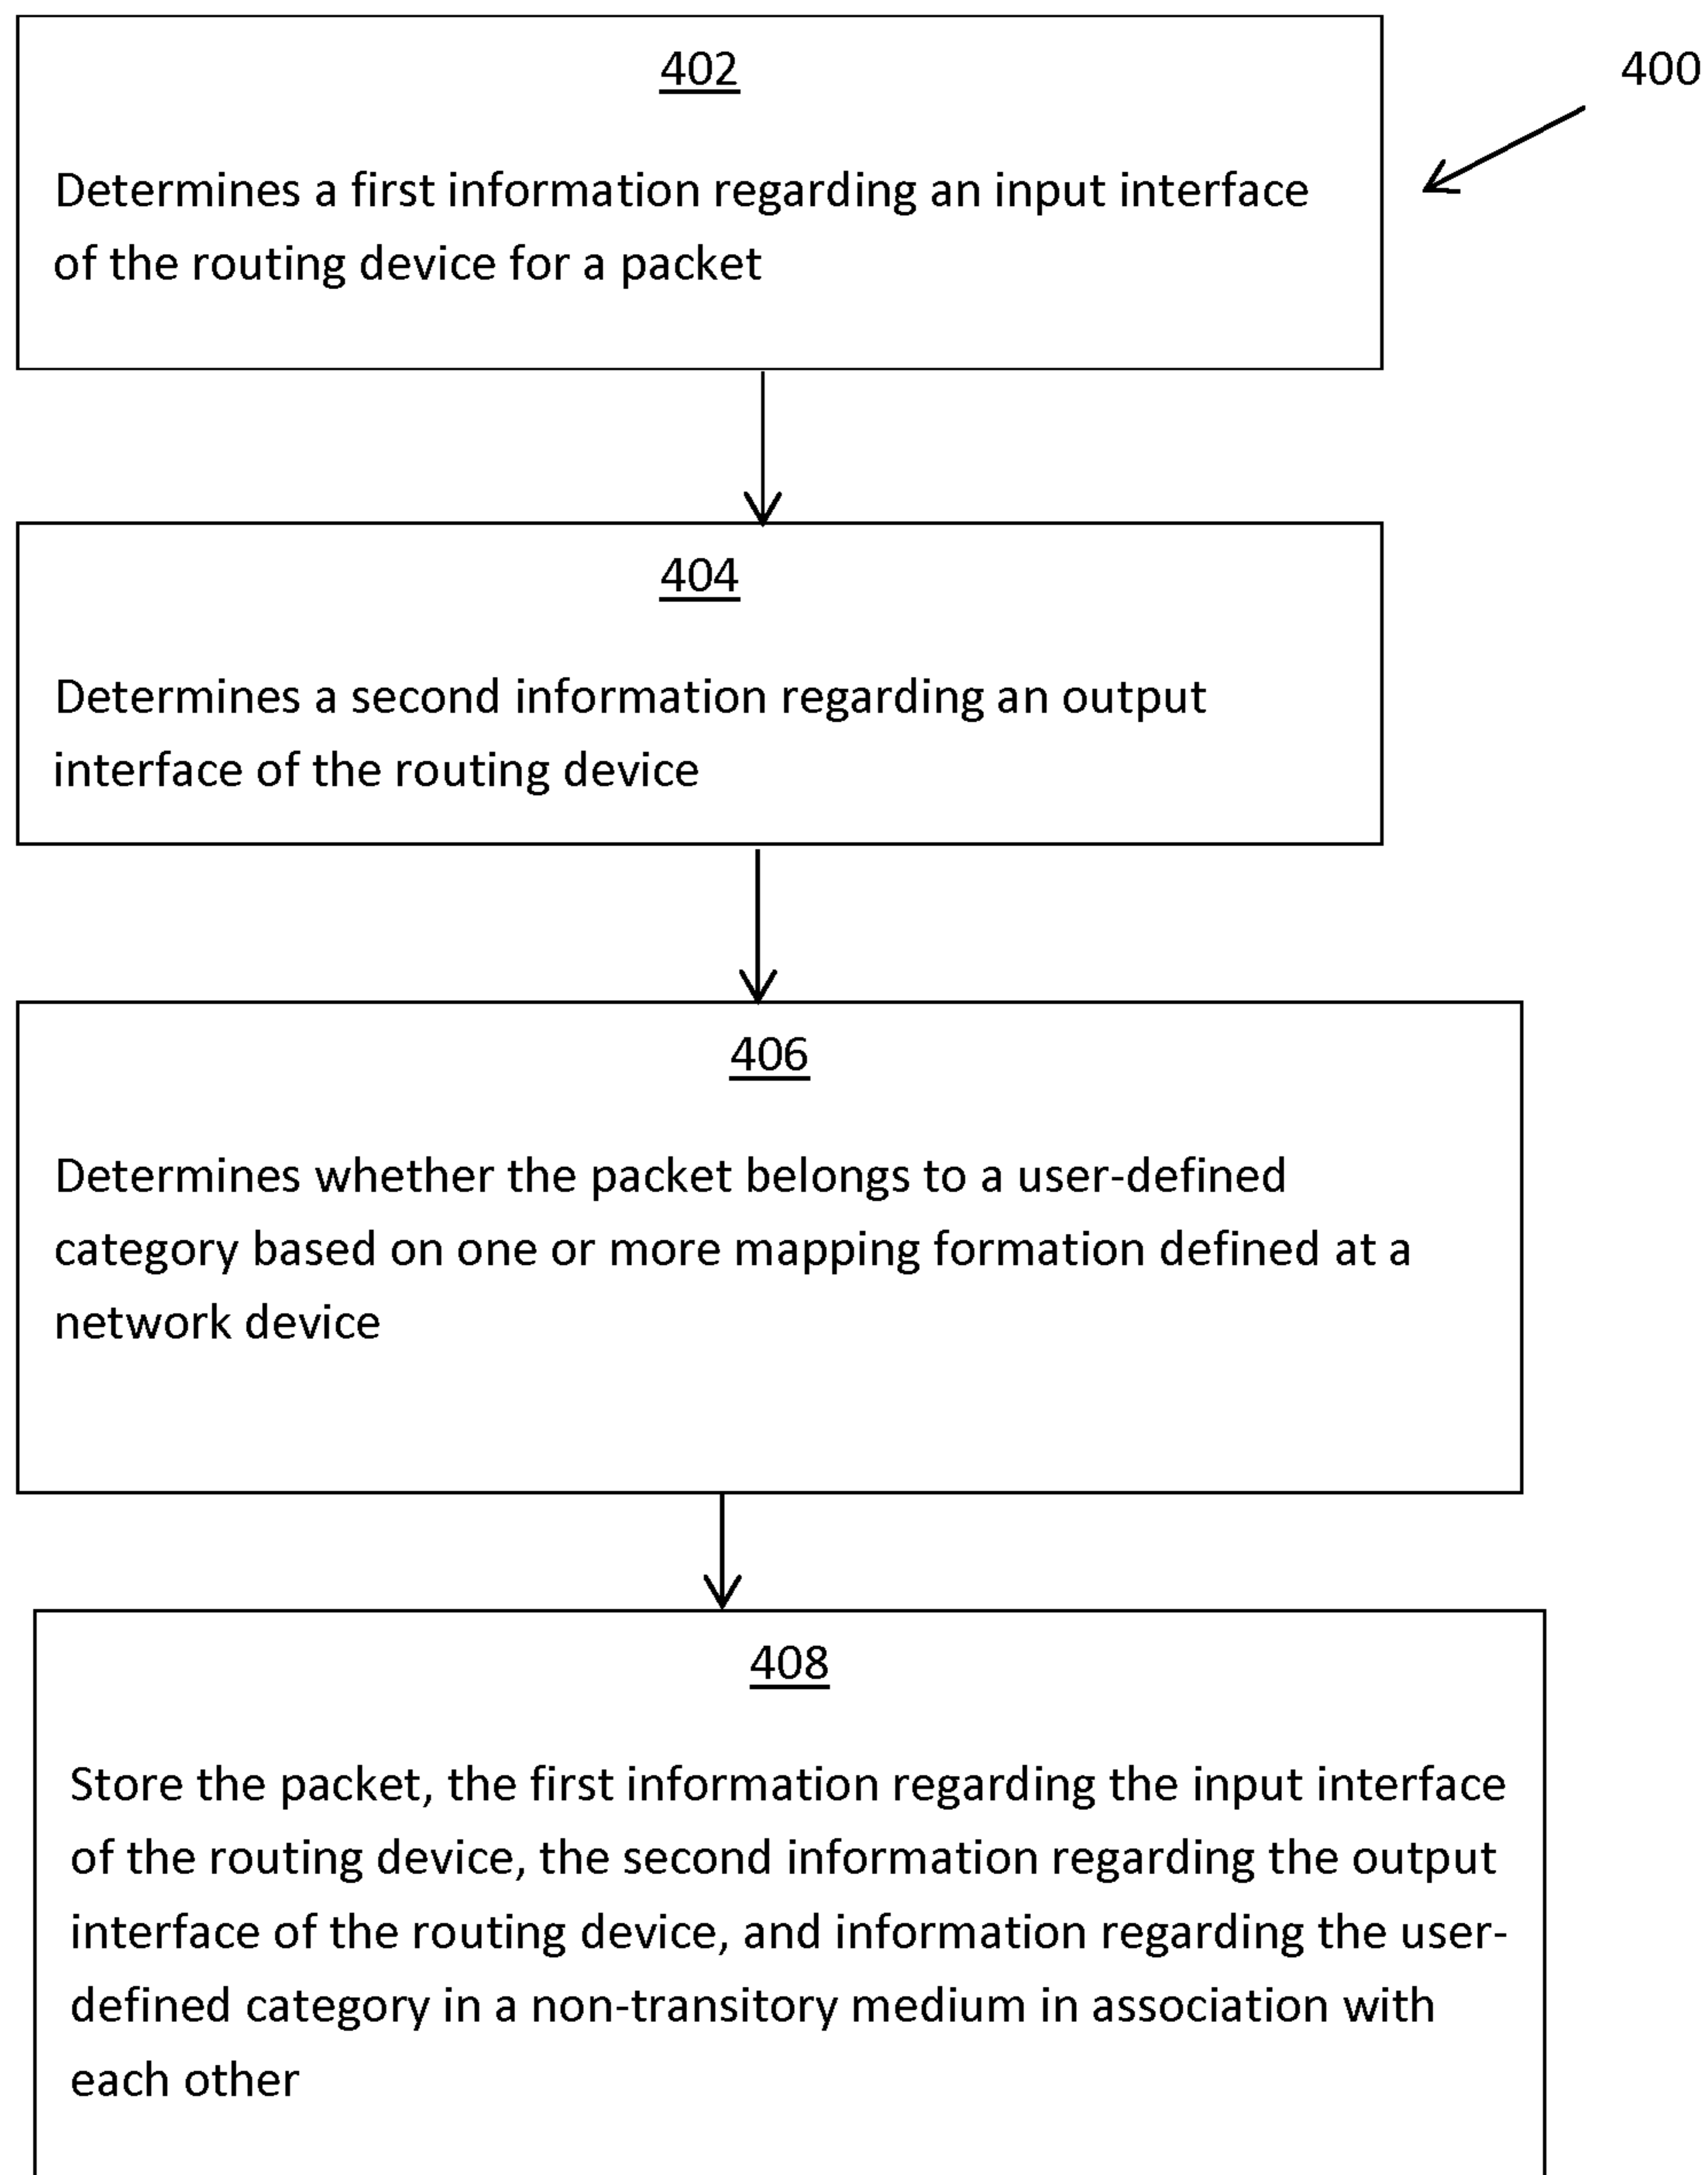 402
400
Determines a first information regarding an input interface
of the routing device for a packet
404
Determines a second information regarding an output
interface of the routing device
406
Determines whether the packet belongs to a user-defined
category based on one or more mapping formation defined at a
network device
408
Store the packet, the first information regarding the input interface
of the routing device, the second information regarding the output
interface of the routing device, and information regarding the user-
defined category in a non-transitory medium in association with
each other